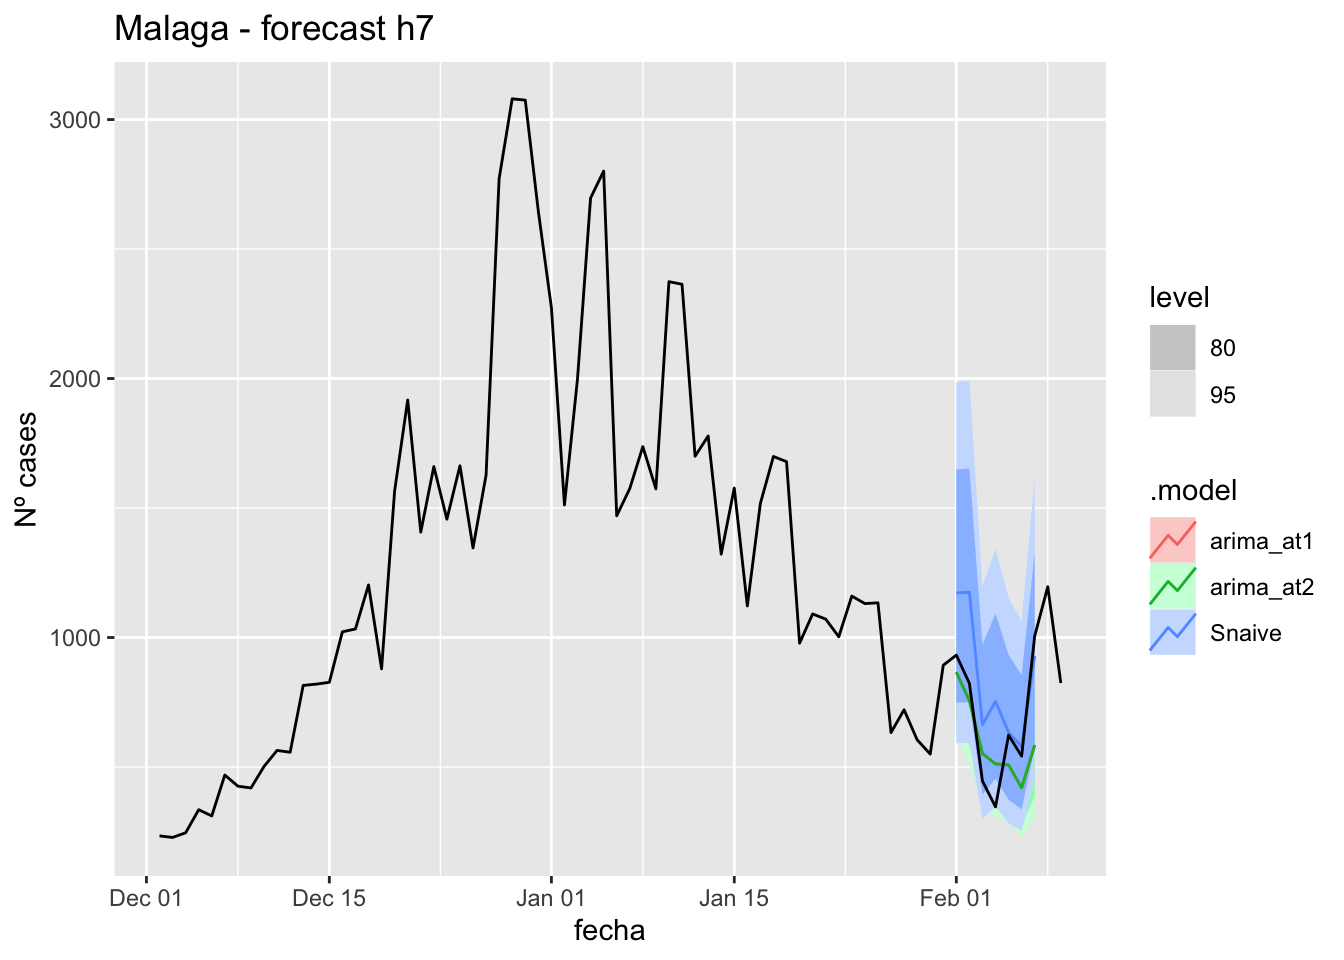 Malaga - forecast h7
3000
2000
1000
Nº cases
Dec 01
Dec 15
Jan 01
Jan 15
Feb 01
fecha
level
80
95
.model
arima_at1
arima_at2
Snaive